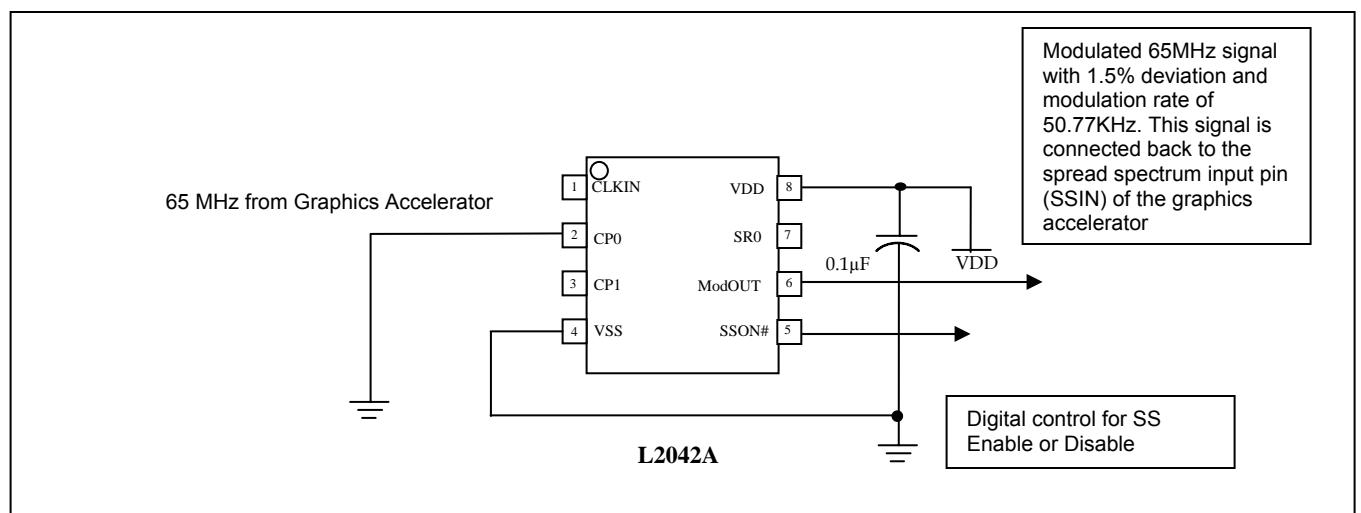 Modulated 65MHz signal
with 1.5% deviation and
modulation rate of
50.77KHz. This signal is
connected back to the
spread spectrum input pin
(SSIN) of the graphics
accelerator
65 MHz from Graphics Accelerator
1 CLKIN
2 CP0
3 CP1
4 VSS
VDD 8
SR0 7
ModOUT 6
SSON# 5
0.1µF
VDD
L2042A
Digital control for SS
Enable or Disable